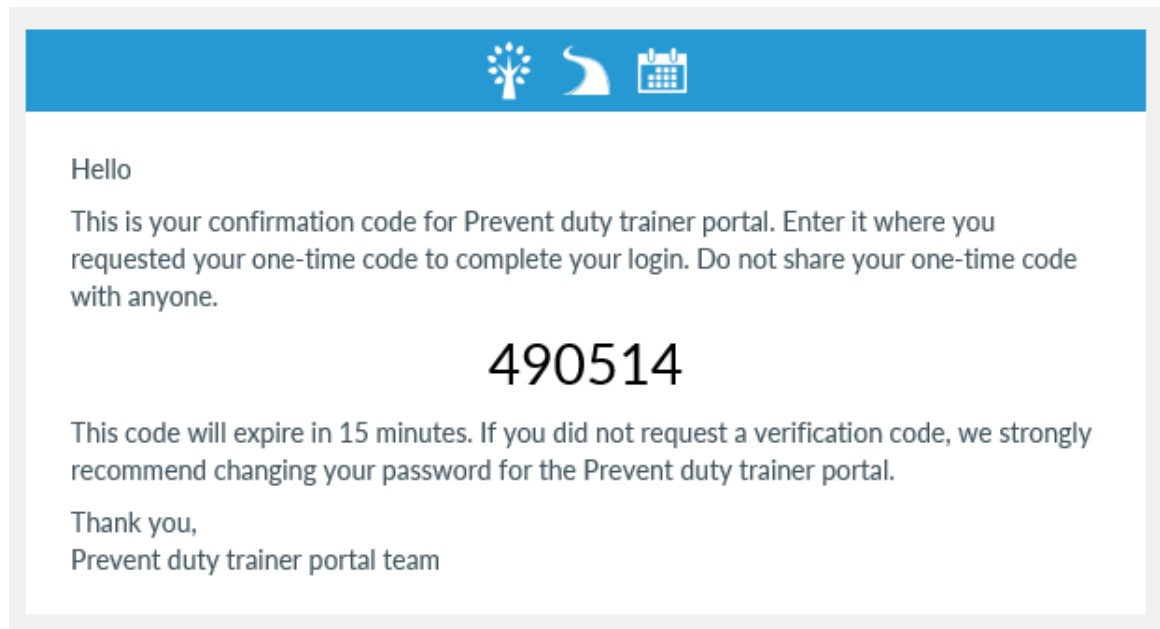 Hello
This is your confirmation code for Prevent duty trainer portal. Enter it where you
requested your one-time code to complete your login. Do not share your one-time code
with anyone.
490514
This code will expire in 15 minutes. If you did not request a verification code, we strongly
recommend changing your password for the Prevent duty trainer portal.
Thank you,
Prevent duty trainer portal team